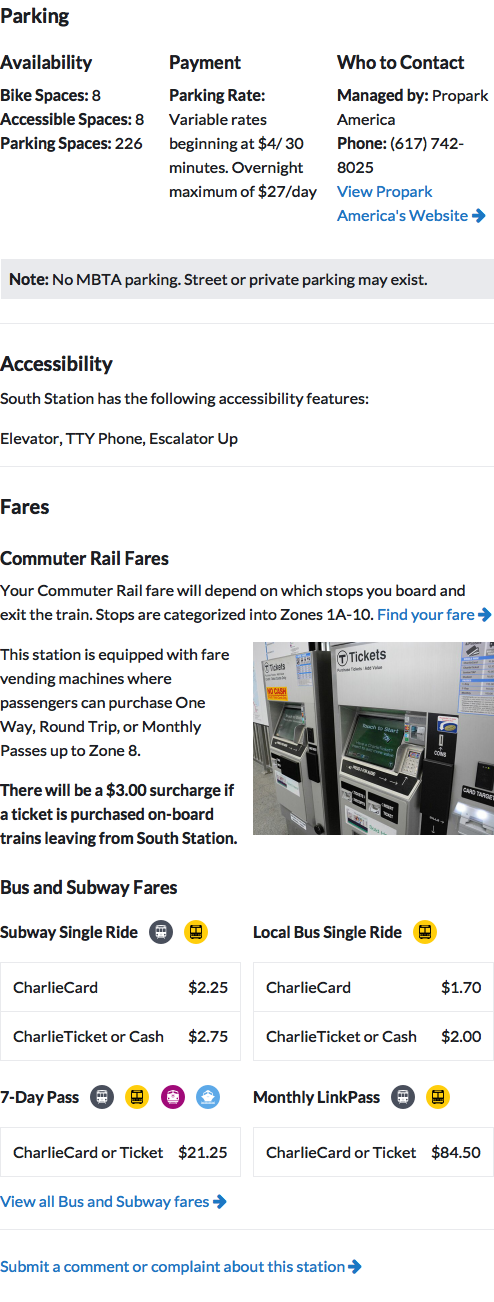 Parking
Availability
Bike Spaces: 8
Accessible Spaces: 8
Parking Spaces: 226
Payment
Parking Rate:
Variable rates
beginning at $4/ 30
minutes. Overnight
maximum of $27/day
Who to Contact
Managed by: Propark
America
Phone: (617) 742-
8025
View Propark
America's Website
Note: No MBTA parking. Street or private parking may exist.
Accessibility
South Station has the following accessibility features:
Elevator, TTY Phone, Escalator Up
Fares
Commuter Rail Fares
Your Commuter Rail fare will depend on which stops you board and
exit the train. Stops are categorized into Zones 1A-10. Find your fare
This station is equipped with fare
vending machines where
passengers can purchase One
Way, Round Trip, or Monthly
Passes up to Zone 8.
There will be a $3.00 surcharge if
a ticket is purchased on-board
trains leaving from South Station.
T Tickets
NO CASH
T Tickets
Touch to Start
COINS
CARD TARGET
Bus and Subway Fares
Subway Single Ride
CharlieCard $2.25
CharlieTicket or Cash $2.75
Local Bus Single Ride
CharlieCard $1.70
CharlieTicket or Cash $2.00
7-Day Pass
CharlieCard or Ticket $21.25
Monthly LinkPass
CharlieCard or Ticket $84.50
View all Bus and Subway fares
Submit a comment or complaint about this station